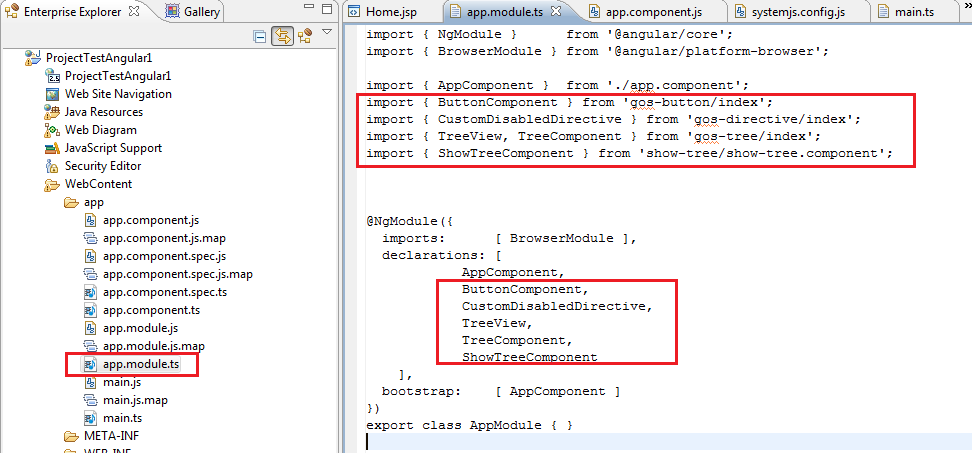 Enterprise Explorer
Gallery
ProjectTestAngular1
ProjectTestAngular1
Web Site Navigation
Java Resources
Web Diagram
JavaScript Support
Security Editor
WebContent
app
app.component.js
app.component.js.map
app.component.spec.js
app.component.spec.js.map
app.component.spec.ts
app.component.ts
app.module.js
app.module.js.map
app.module.ts
main.js
main.js.map
main.ts
META-INF
WEB-INF
Home.jsp
app.module.ts
app.component.js
systemjs.config.js
main.ts
import { NgModule }      from '@angular/core';
import { BrowserModule } from '@angular/platform-browser';
import { AppComponent }  from './app.component';
import { ButtonComponent } from 'gos-button/index';
import { CustomDisabledDirective } from 'gos-directive/index';
import { TreeView, TreeComponent } from 'gos-tree/index';
import { ShowTreeComponent } from 'show-tree/show-tree.component';
@NgModule({
imports:      [ BrowserModule ],
declarations: [
AppComponent,
ButtonComponent,
CustomDisabledDirective,
TreeView,
TreeComponent,
ShowTreeComponent
],
bootstrap:    [ AppComponent ]
})
export class AppModule { }